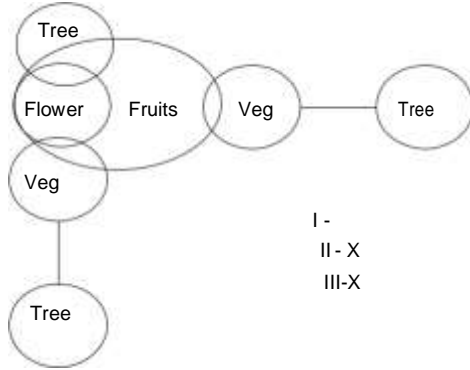 Tree
Flower Fruits Veg Tree
Veg
I -
II - X
III-X
Tree